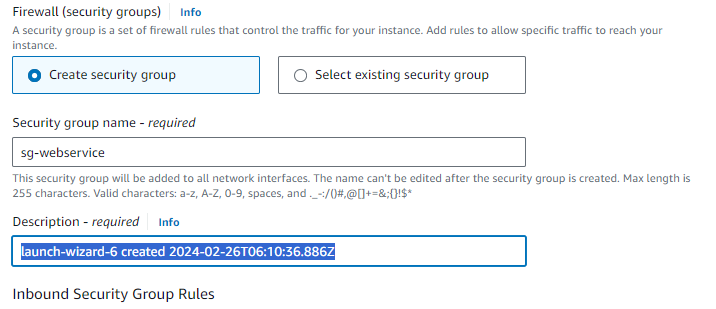 Firewall (security groups) Info
A security group is a set of firewall rules that control the traffic for your instance. Add rules to allow specific traffic to reach your
instance.
Create security group Select existing security group
Security group name - required
sg-webservice
This security group will be added to all network interfaces. The name can't be edited after the security group is created. Max length is
255 characters. Valid characters: a-z, A-Z, 0-9, spaces, and ._-:/()#,@[]+=&;{}!$*
Description - required Info
launch-wizard-6 created 2024-02-26T06:10:36.886Z
Inbound Security Group Rules